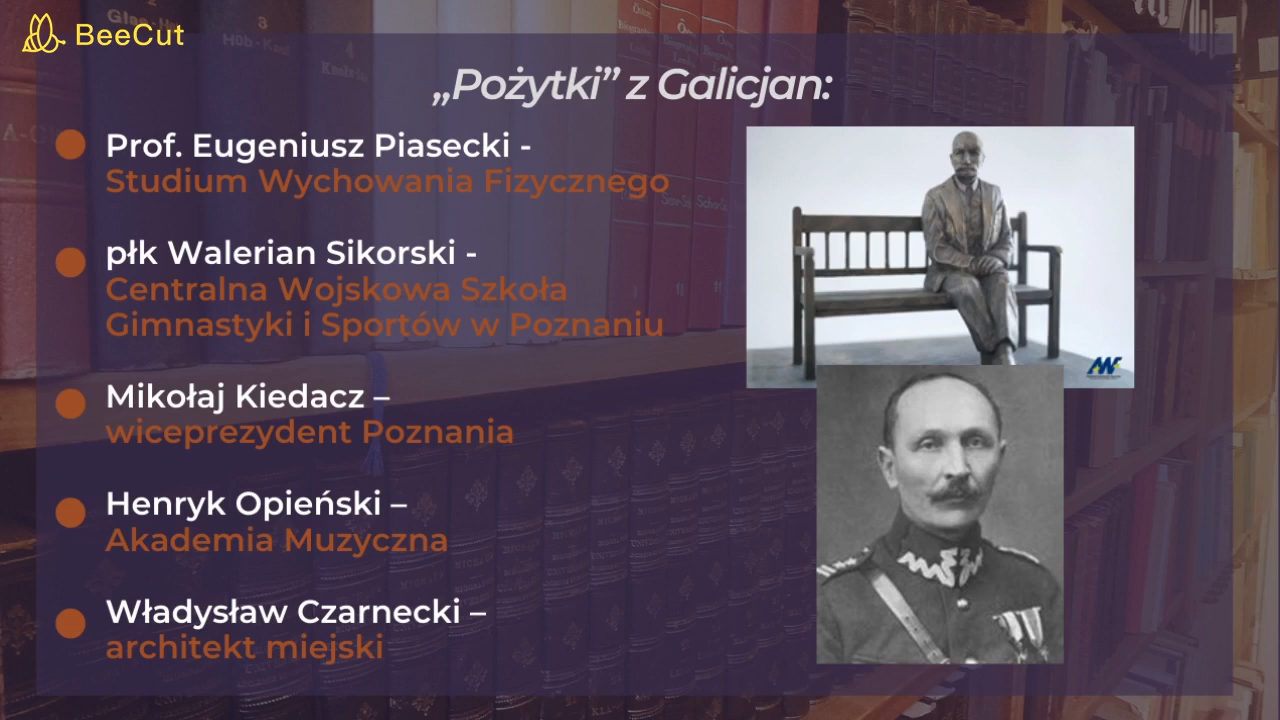 BeeCut
„Pożytki” z Galicjan:
Prof. Eugeniusz Piasecki -
Studium Wychowania Fizycznego
płk Walerian Sikorski -
Centralna Wojskowa Szkoła
Gimnastyki i Sportów w Poznaniu
Mikołaj Kiedacz –
wiceprezydent Poznania
Henryk Opieński –
Akademia Muzyczna
Władysław Czarnecki –
architekt miejski